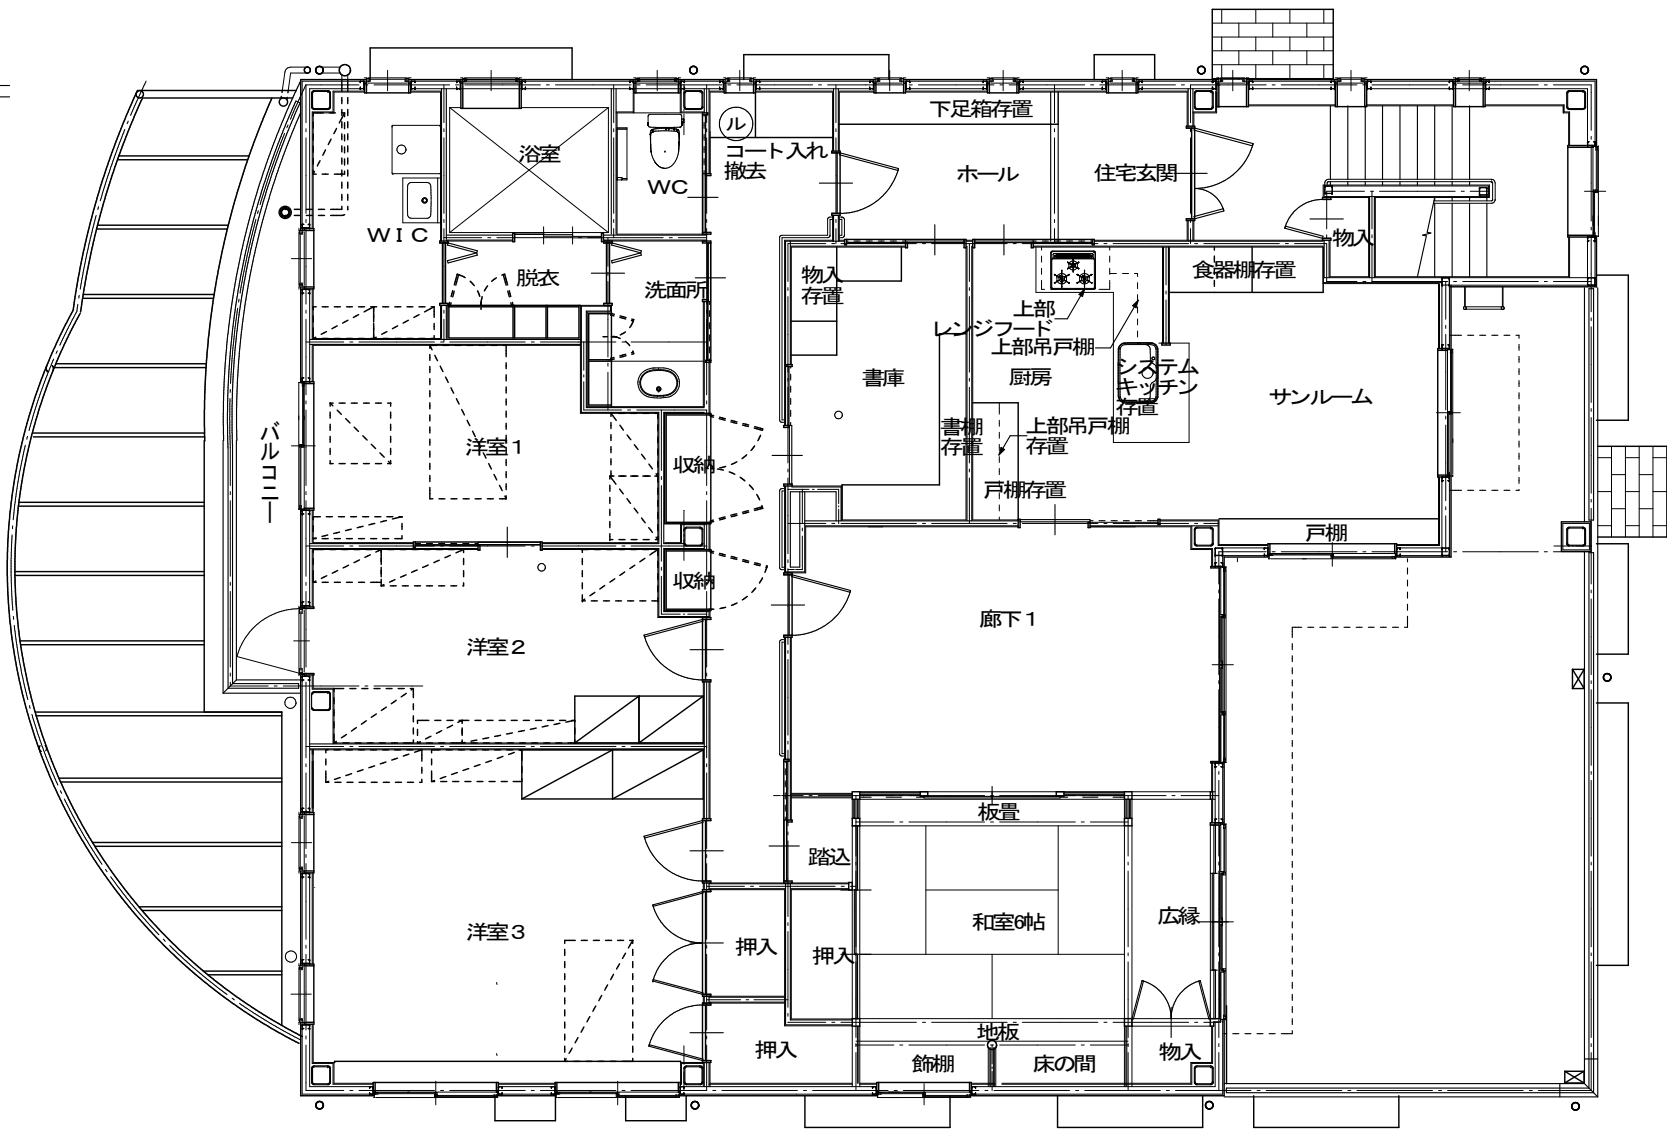 下足箱存置
ル
コート入れ
撤去
浴室
WC
ホール
住宅玄関
WIC
物入
脱衣
洗面所
物入
存置
食器棚存置
上部
レンジフード
上部吊戸棚
書庫
厨房
システム
キッチン
存置
サンルーム
バルコニー
洋室1
収納
書棚
存置
上部吊戸棚
存置
戸棚存置
戸棚
収納
洋室2
廊下1
板畳
踏込
洋室3
押入
押入
和室6帖
広縁
押入
地板
飾棚
床の間
物入